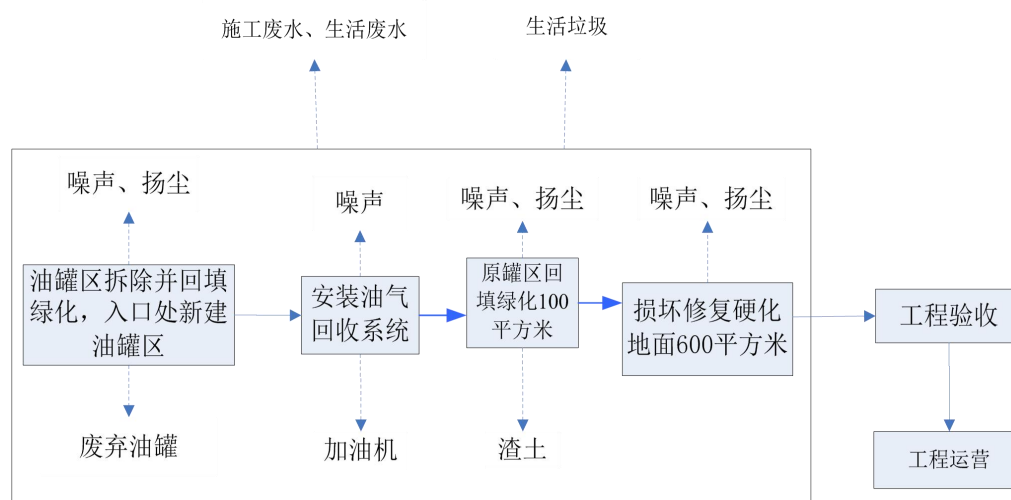 施工废水、生活废水
生活垃圾
噪声、扬尘
噪声
噪声、扬尘
噪声、扬尘
油罐区拆除并回填
绿化，入口处新建
油罐区
安装油气
回收系统
原罐区回
填绿化100
平方米
损坏修复硬化
地面600平方米
工程验收
废弃油罐
加油机
渣土
工程运营